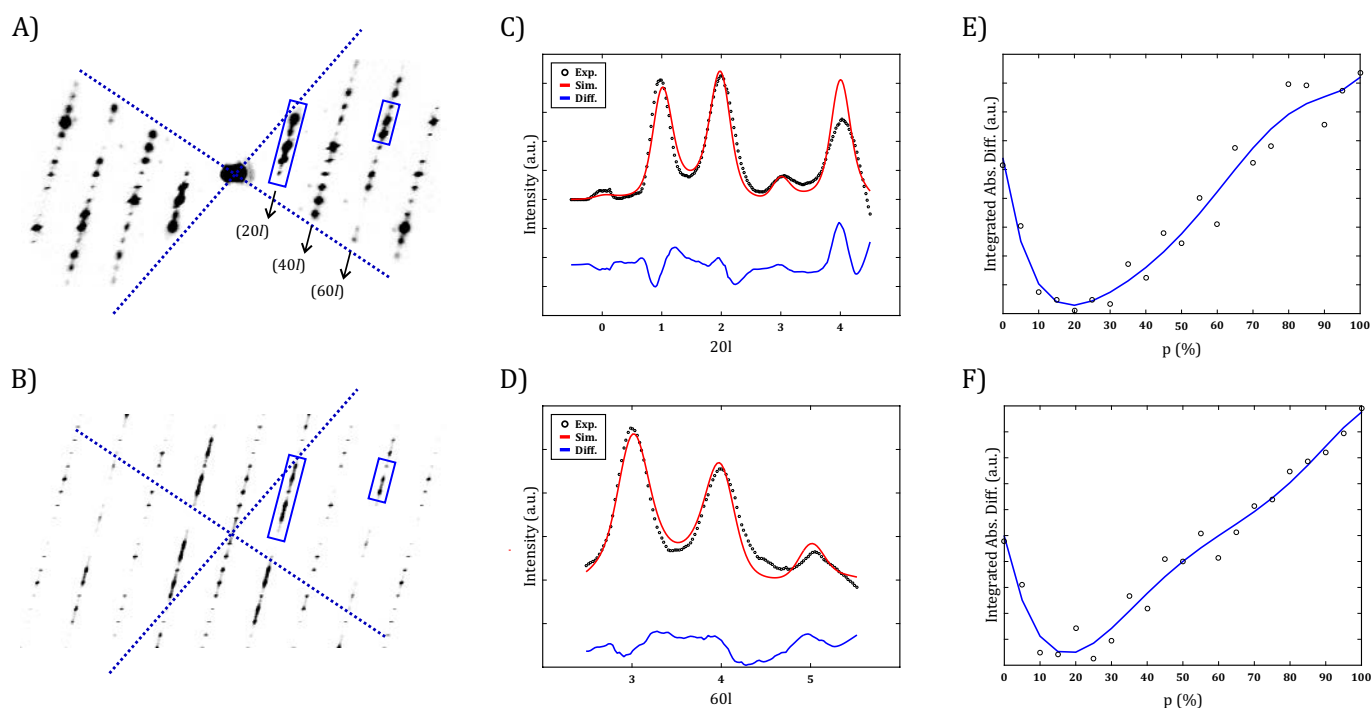 A)
(20l)
(40l)
(60l)
B)
C)
Exp.
Sim.
Diff.
Intensity (a.u.)
0 1 2 3 4
20l
D)
Exp.
Sim.
Diff.
Intensity (a.u.)
3 4 5
60l
E)
Integrated Abs. Diff. (a.u.)
0 10 20 30 40 50 60 70 80 90 100
p (%)
F)
Integrated Abs. Diff. (a.u.)
0 10 20 30 40 50 60 70 80 90 100
p (%)